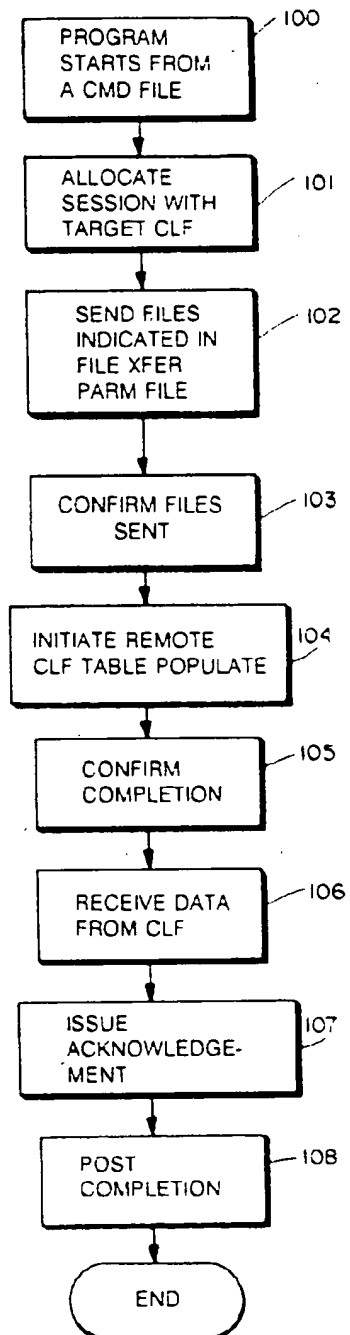 PROGRAM
STARTS FROM
A CMD FILE
100
ALLOCATE
SESSION WITH
TARGET CLF
101
SEND FILES
INDICATED IN
FILE XFER
PARM FILE
102
CONFIRM FILES
SENT
103
INITIATE REMOTE
CLF TABLE POPULATE
104
CONFIRM
COMPLETION
105
RECEIVE DATA
FROM CLF
106
ISSUE
ACKNOWLEDGE-
MENT
107
POST
COMPLETION
108
END